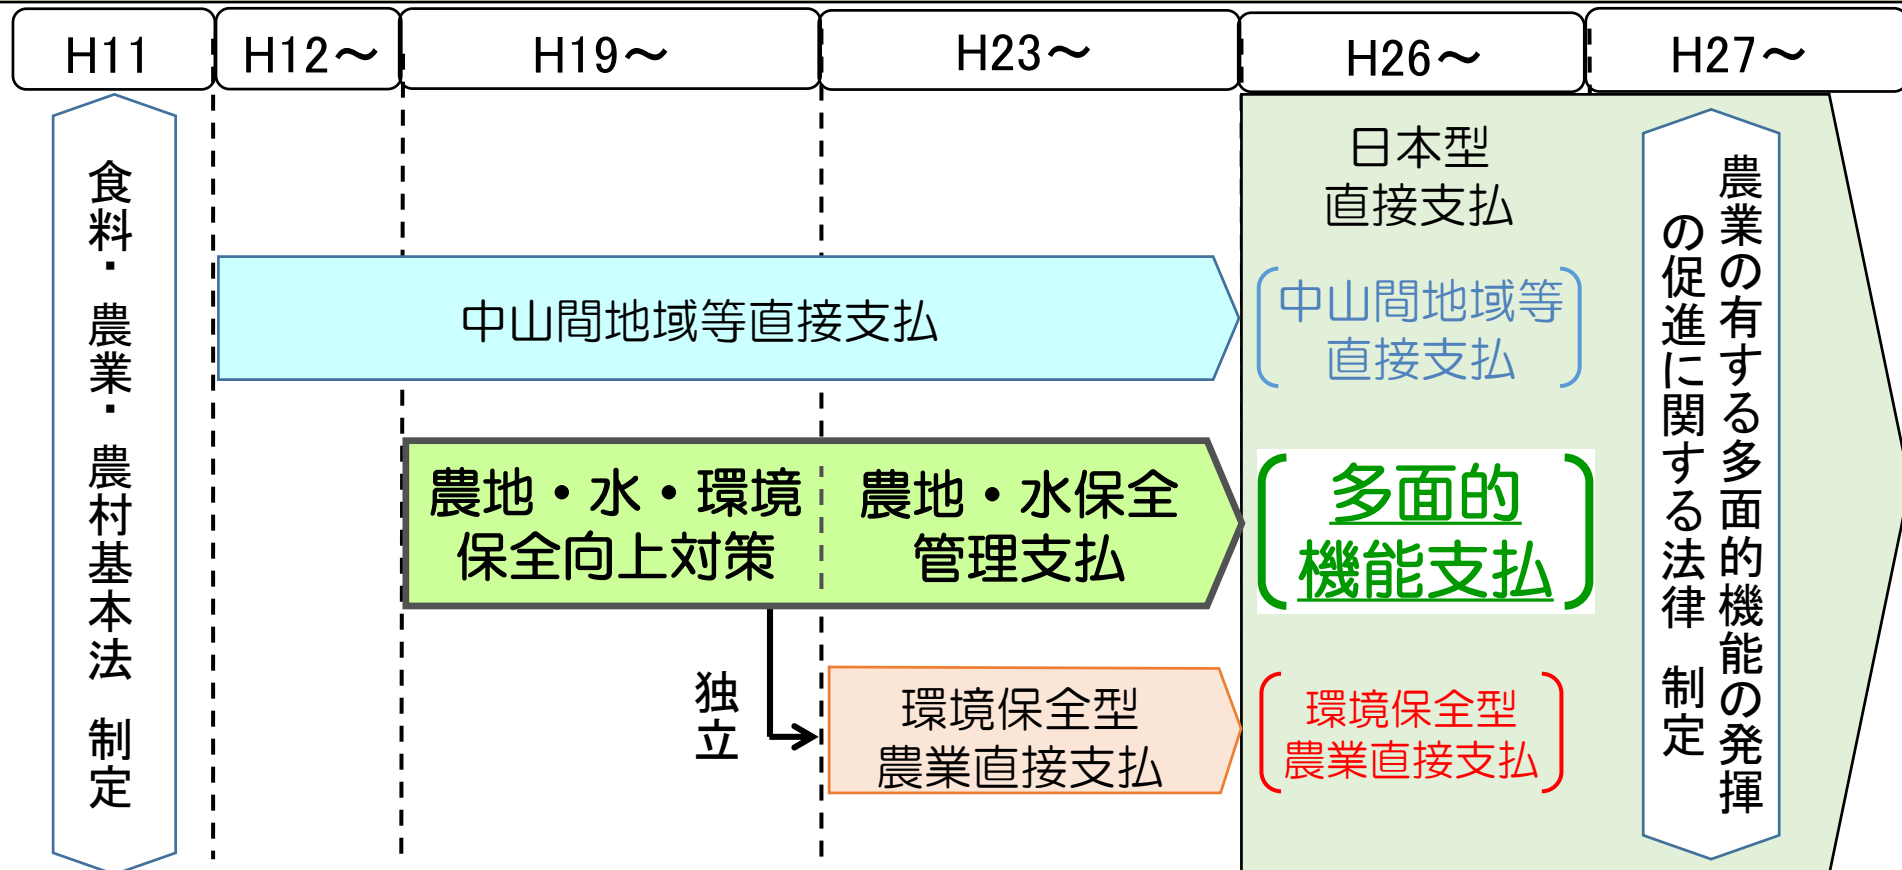 H11
H12～
H19～
H23～
H26～
H27～
食料・農業・農村基本法　制定
日本型
直接支払
中山間地域等直接支払
中山間地域等
直接支払
農地・水・環境
保全向上対策
農地・水保全
管理支払
多面的
機能支払
独立
環境保全型
農業直接支払
環境保全型
農業直接支払
農業の有する多面的機能の発揮
の促進に関する法律　制定